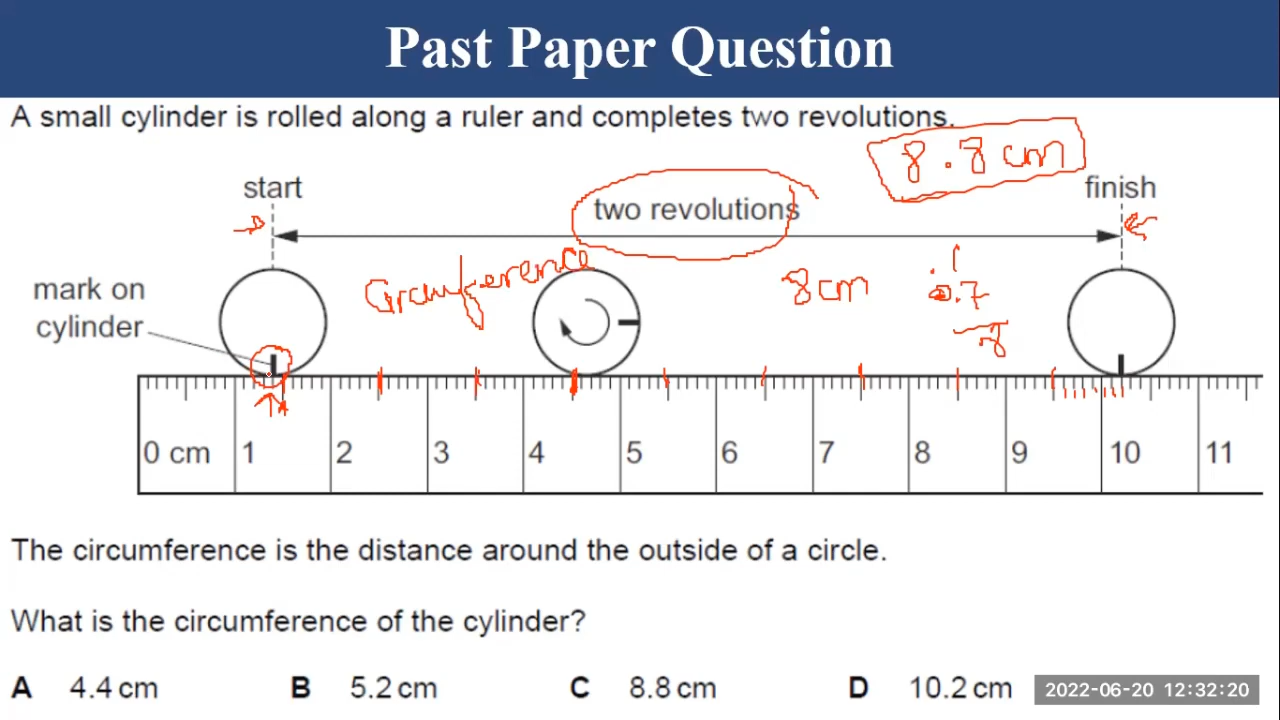 Past Paper Question
A small cylinder is rolled along a ruler and completes two revolutions.
8.8 cm
start
two revolutions
finish
mark on
cylinder
Circumference
8cm
.1
0.7
.8
0 cm 1 2 3 4 5 6 7 8 9 10 11
The circumference is the distance around the outside of a circle.
What is the circumference of the cylinder?
A 4.4 cm B 5.2 cm C 8.8 cm D 10.2 cm
2022-06-20 12:32:20